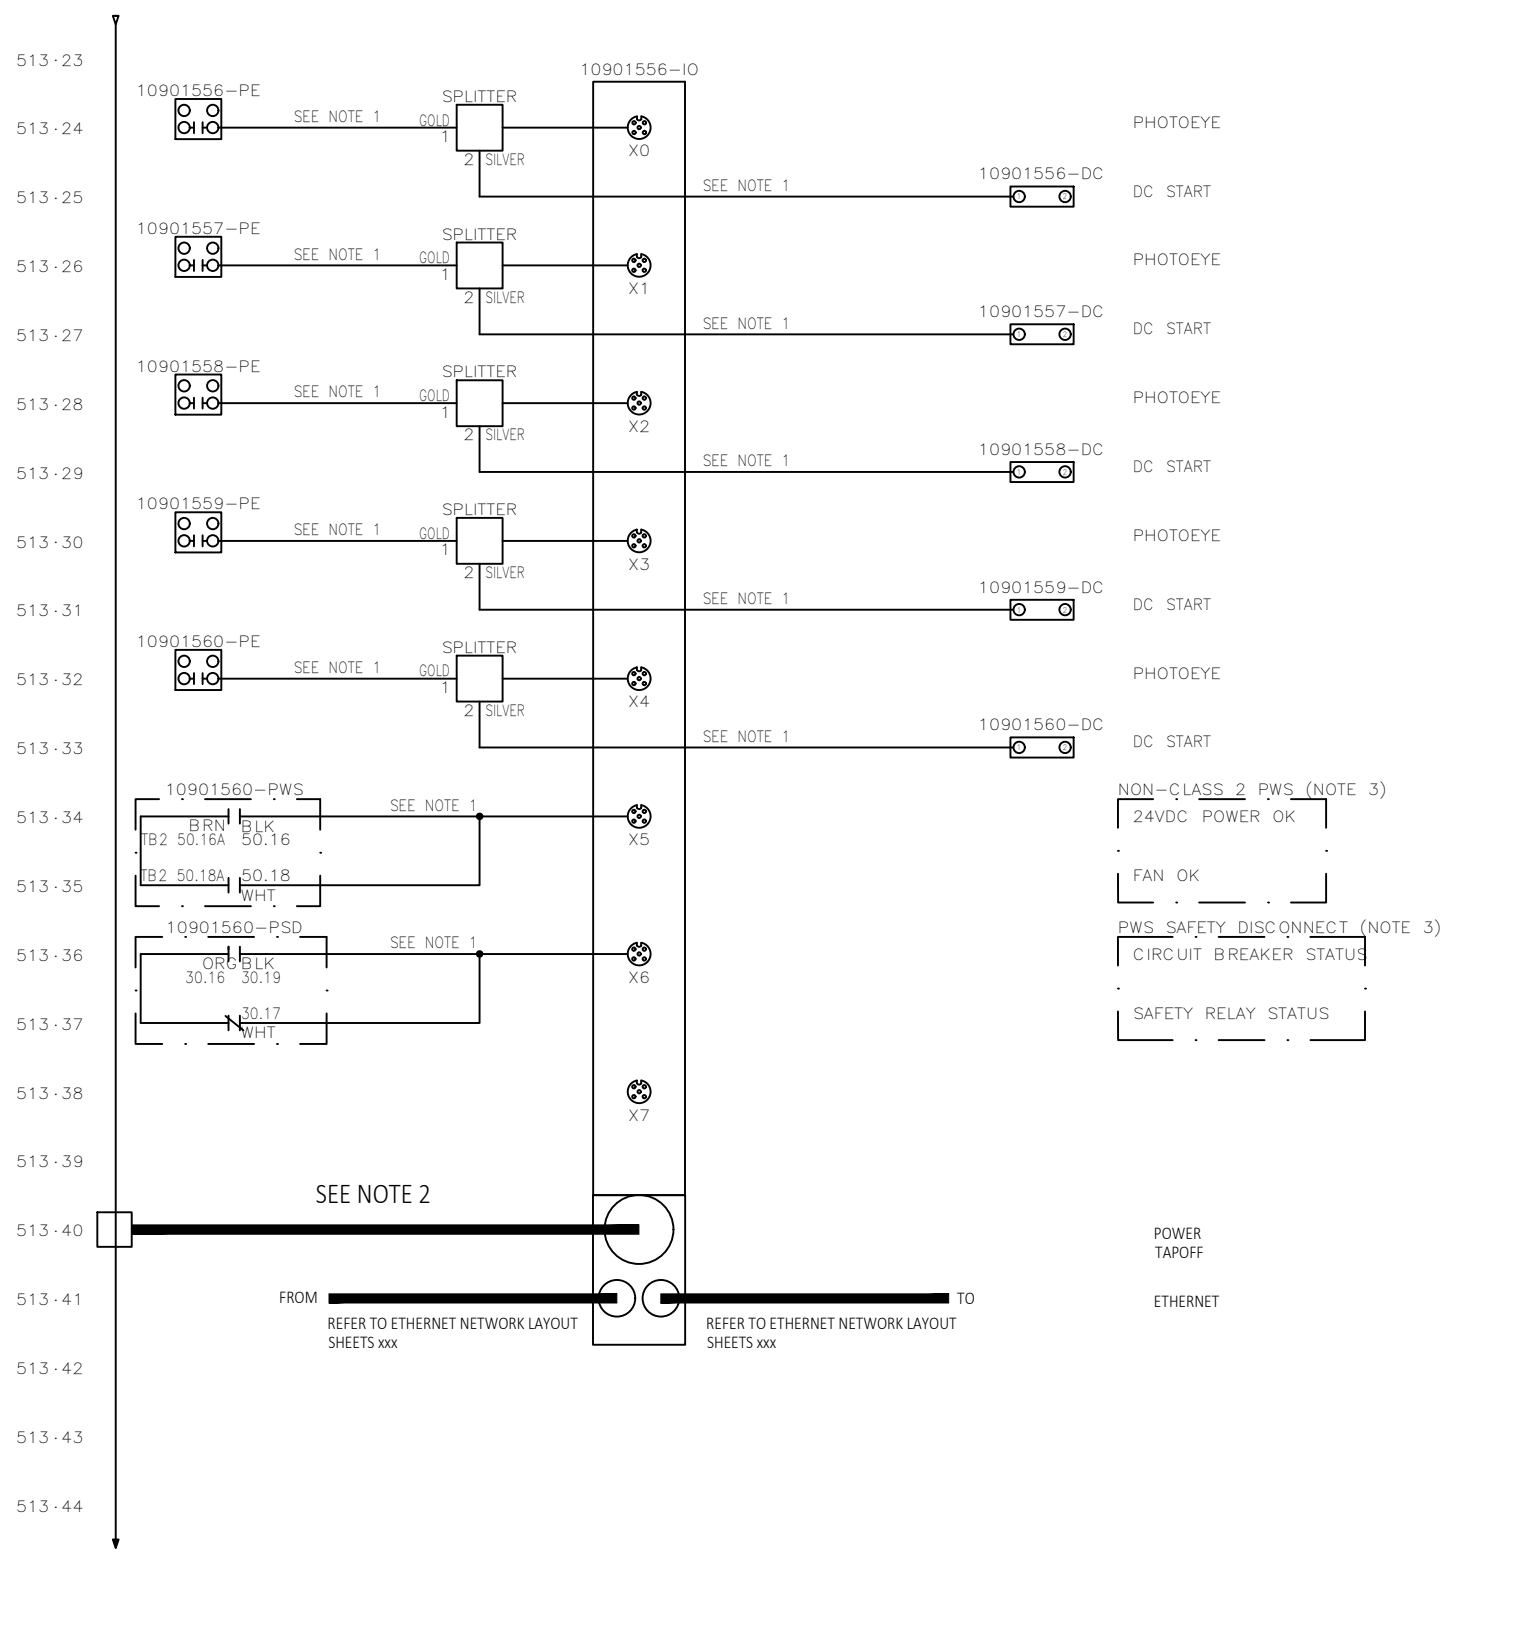 513.23
10901556-IO
10901556-PE
SPLITTER
513.24
SEE NOTE 1
GOLD
1
X0
PHOTOEYE
2 SILVER
10901556-DC
513.25
SEE NOTE 1
1 2
DC START
10901557-PE
SPLITTER
513.26
SEE NOTE 1
GOLD
1
X1
PHOTOEYE
2 SILVER
10901557-DC
513.27
SEE NOTE 1
1 2
DC START
10901558-PE
SPLITTER
513.28
SEE NOTE 1
GOLD
1
X2
PHOTOEYE
2 SILVER
10901558-DC
513.29
SEE NOTE 1
1 2
DC START
10901559-PE
SPLITTER
513.30
SEE NOTE 1
GOLD
1
X3
PHOTOEYE
2 SILVER
10901559-DC
513.31
SEE NOTE 1
1 2
DC START
10901560-PE
SPLITTER
513.32
SEE NOTE 1
GOLD
1
X4
PHOTOEYE
2 SILVER
10901560-DC
513.33
SEE NOTE 1
1 2
DC START
10901560-PWS
NON-CLASS 2 PWS (NOTE 3)
513.34
SEE NOTE 1
24VDC POWER OK
BRN BLK
TB2 50.16A 50.16
X5
513.35
TB2 50.18A 50.18
WHT
FAN OK
10901560-PSD
PWS SAFETY DISCONNECT (NOTE 3)
513.36
SEE NOTE 1
CIRCUIT BREAKER STATUS
ORG BLK
30.16 30.19
X6
513.37
30.17
WHT
SAFETY RELAY STATUS
513.38
X7
513.39
SEE NOTE 2
513.40
POWER
TAPOFF
513.41
FROM
TO
ETHERNET
REFER TO ETHERNET NETWORK LAYOUT
SHEETS xxx
REFER TO ETHERNET NETWORK LAYOUT
SHEETS xxx
513.42
513.43
513.44